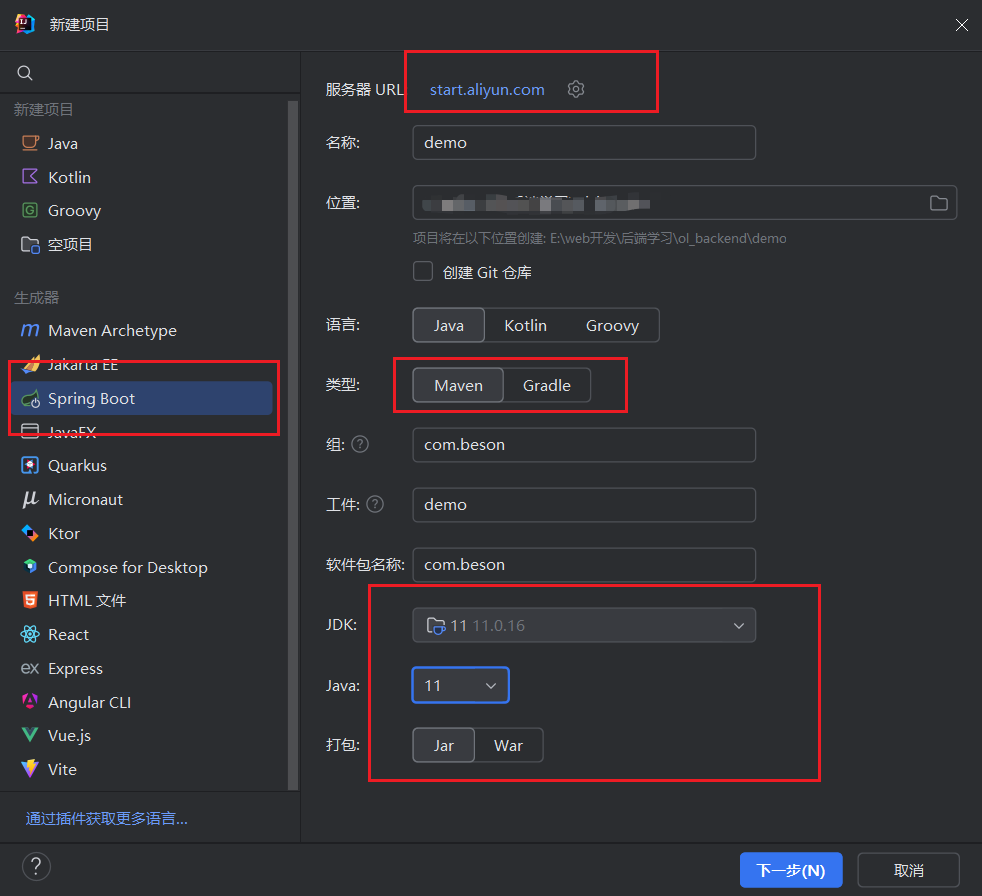 新建项目
新建项目
Java
Kotlin
Groovy
空项目
生成器
Maven Archetype
Jakarta EE
Spring Boot
JavaFX
Quarkus
Micronaut
Ktor
Compose for Desktop
HTML 文件
React
ex Express
Angular CLI
Vue.js
Vite
通过插件获取更多语言...
服务器 URL start.aliyun.com
名称: demo
位置:
项目将在以下位置创建: E:\web开发\后端学习\ol_backend\demo
创建 Git 仓库
语言: Java Kotlin Groovy
类型: Maven Gradle
组: ? com.beson
工件: ? demo
软件包名称: com.beson
JDK: 11 11.0.16
Java: 11
打包: Jar War
? 下一步(N) 取消